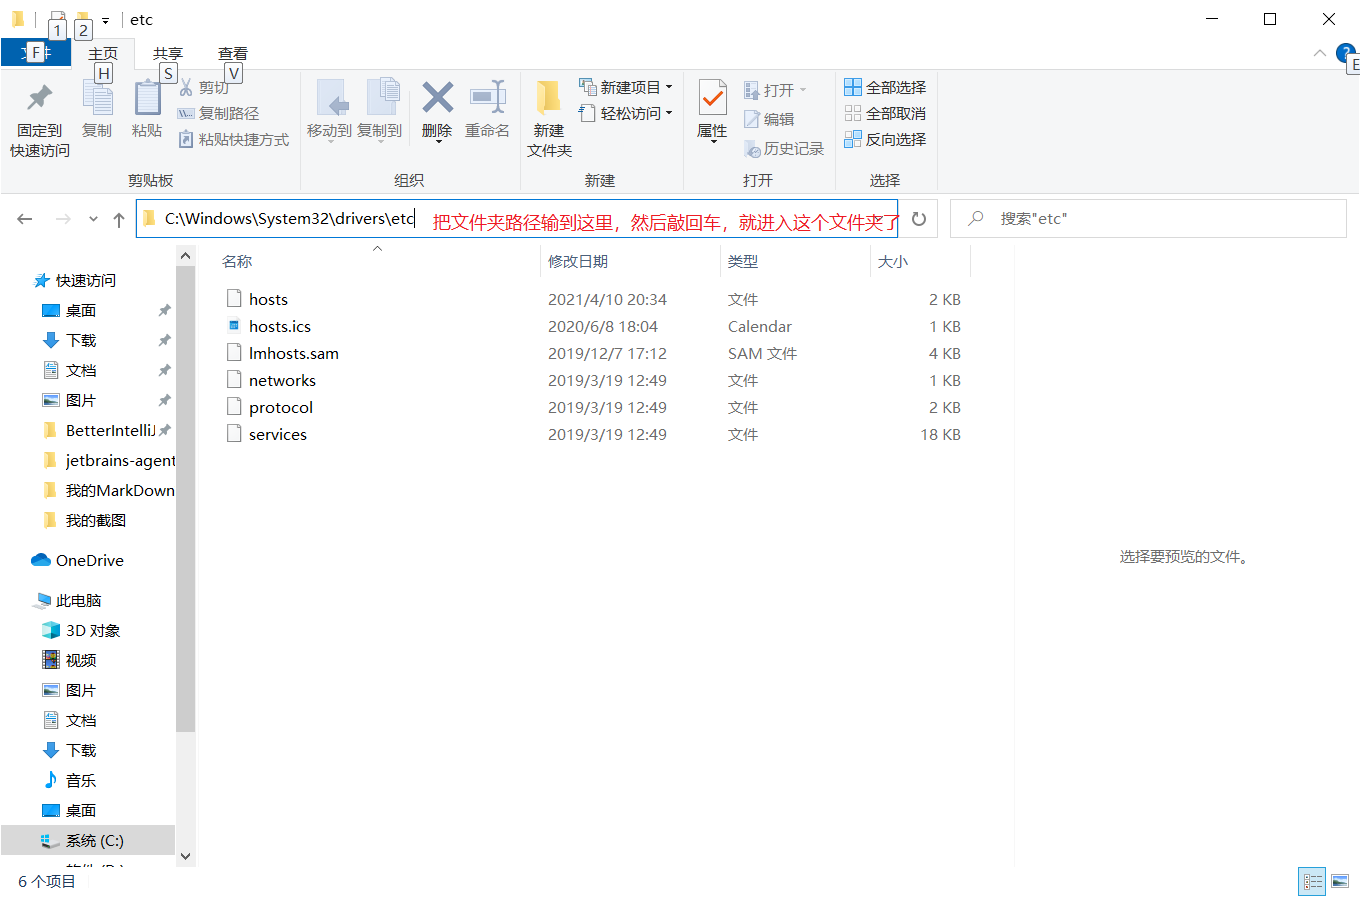 etc
1
2
文件
F
主页
H
共享
S
查看
V
?
E
固定到
快速访问
复制
粘贴
剪切
复制路径
粘贴快捷方式
剪贴板
移动到
复制到
删除
重命名
组织
新建
文件夹
新建项目
轻松访问
新建
属性
打开
编辑
历史记录
打开
全部选择
全部取消
反向选择
选择
C:\Windows\System32\drivers\etc
把文件夹路径输到这里，然后敲回车，就进入这个文件夹了
搜索"etc"
名称 修改日期 类型 大小
hosts 2021/4/10 20:34 文件 2 KB
hosts.ics 2020/6/8 18:04 Calendar 1 KB
lmhosts.sam 2019/12/7 17:12 SAM 文件 4 KB
networks 2019/3/19 12:49 文件 1 KB
protocol 2019/3/19 12:49 文件 2 KB
services 2019/3/19 12:49 文件 18 KB
快速访问
桌面
下载
文档
图片
BetterIntelliJ
jetbrains-agent
我的MarkDown
我的截图
OneDrive
此电脑
3D 对象
视频
图片
文档
下载
音乐
桌面
系统 (C:)
选择要预览的文件。
6 个项目